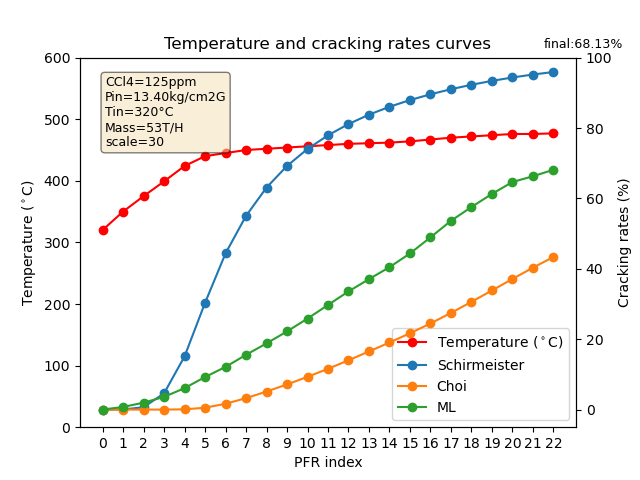 Temperature and cracking rates curves
final:68.13%
CCl4=125ppm
Pin=13.40kg/cm2G
Tin=320°C
Mass=53T/H
scale=30
Temperature (°C)
600
500
400
300
200
100
0
Cracking rates (%)
100
80
60
40
20
0
Temperature (°C)
Schirmeister
Choi
ML
0 1 2 3 4 5 6 7 8 9 10 11 12 13 14 15 16 17 18 19 20 21 22
PFR index